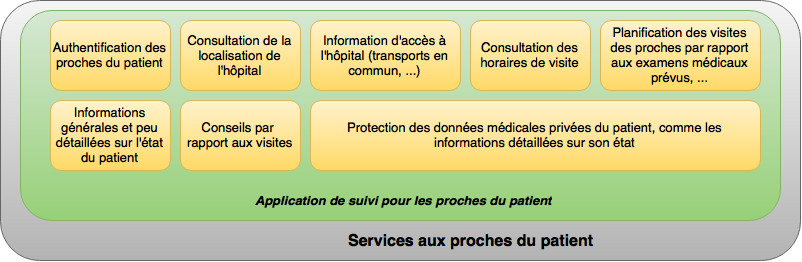 Authentification des
proches du patient
Consultation de la
localisation de
l'hôpital
Information d'accès à
l'hôpital (transports en
commun, ...)
Consultation des
horaires de visite
Planification des visites
des proches par rapport
aux examens médicaux
prévus, ...
Informations
générales et peu
détaillées sur l'état
du patient
Conseils par
rapport aux visites
Protection des données médicales privées du patient, comme les
informations détaillées sur son état
Application de suivi pour les proches du patient
Services aux proches du patient